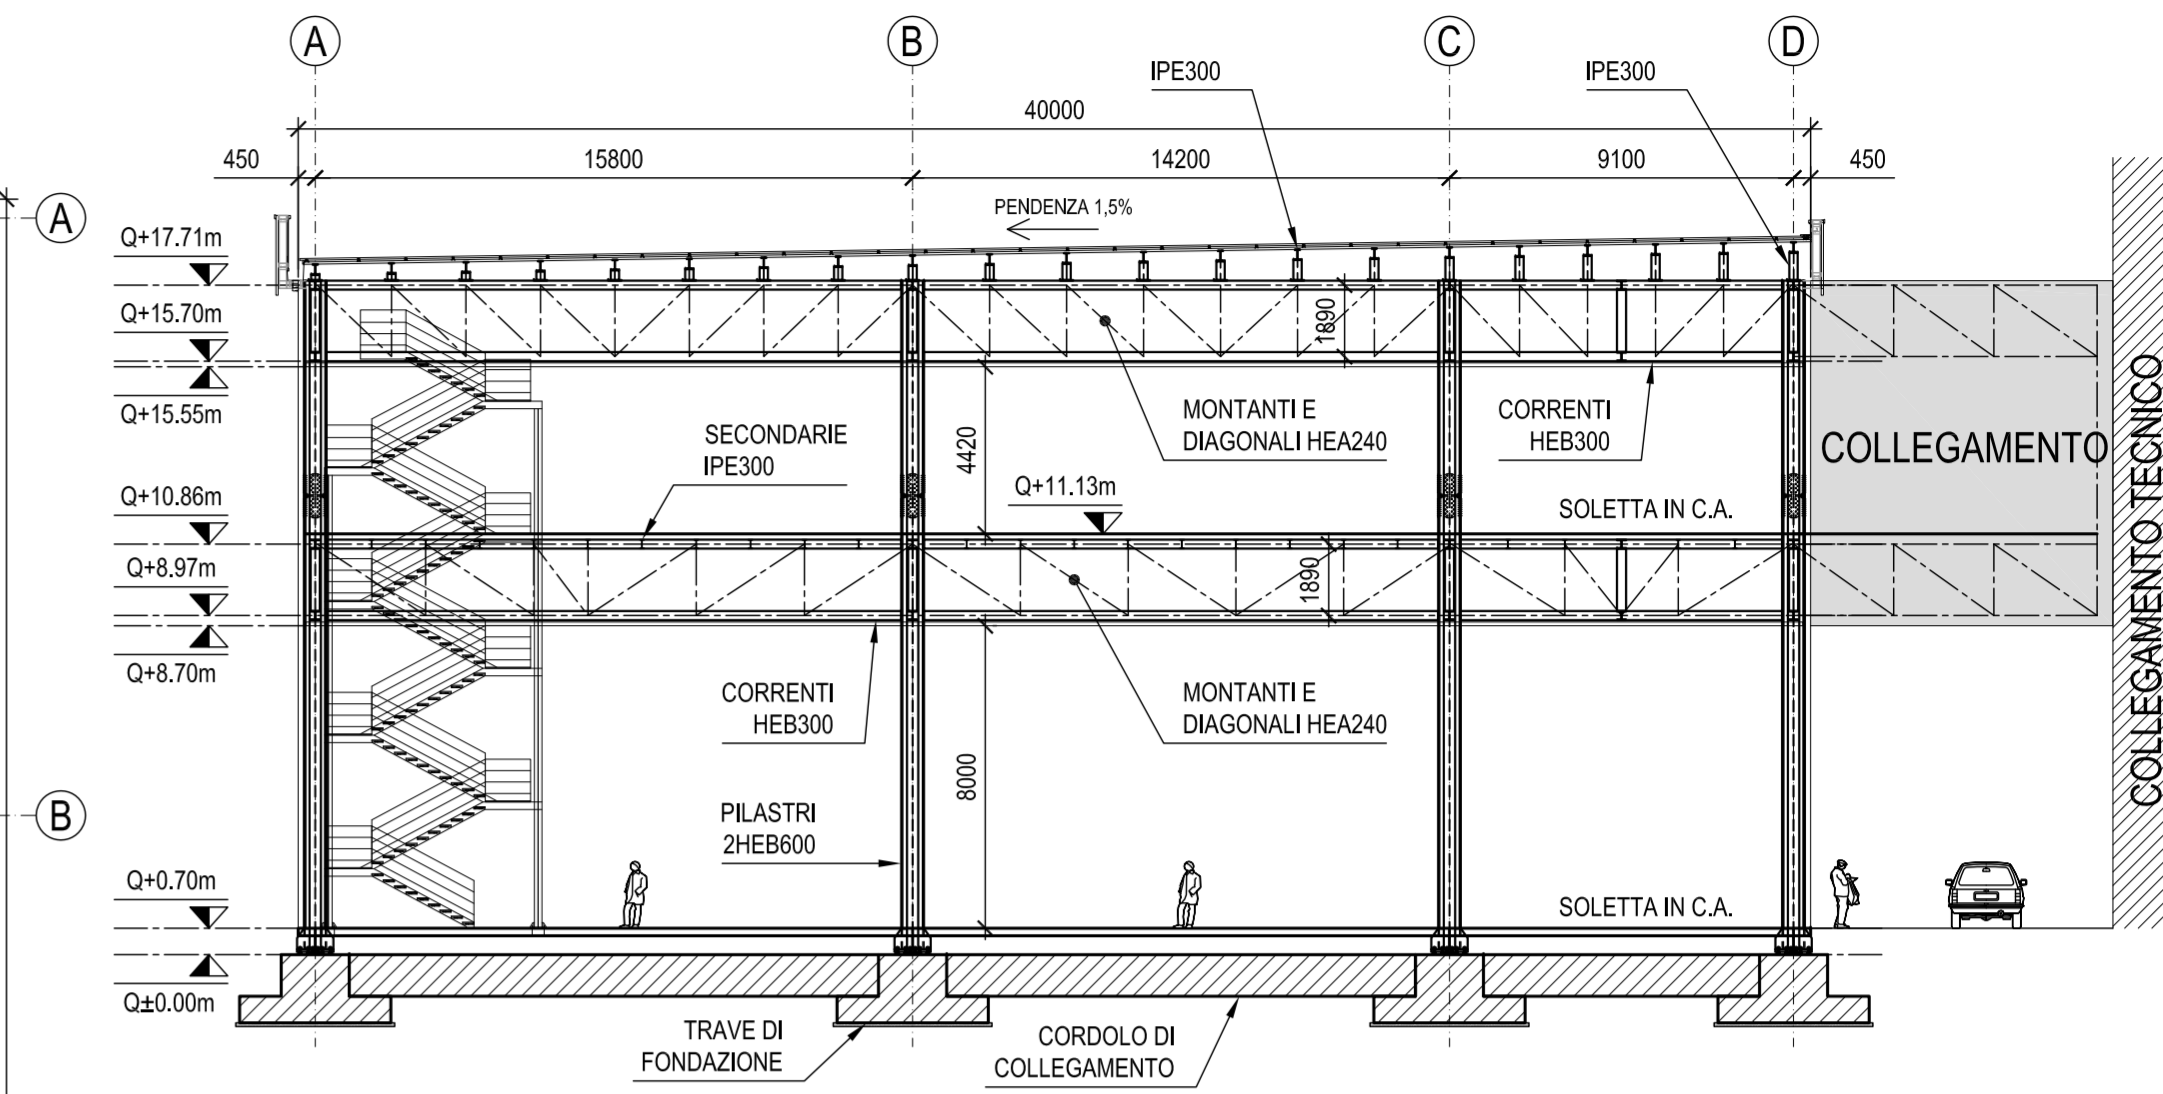 A
B
C
D
IPE300
IPE300
40000
450
15800
14200
9100
450
PENDENZA 1,5%
A
Q+17.71m
Q+15.70m
1890
Q+15.55m
MONTANTI E
DIAGONALI HEA240
CORRENTI
HEB300
SECONDARIE
IPE300
4420
COLLEGAMENTO
COLLEGAMENTO TECNICO
Q+10.86m
Q+11.13m
SOLETTA IN C.A.
Q+8.97m
1890
Q+8.70m
CORRENTI
HEB300
MONTANTI E
DIAGONALI HEA240
8000
B
PILASTRI
2HEB600
Q+0.70m
SOLETTA IN C.A.
Q±0.00m
TRAVE DI
FONDAZIONE
CORDOLO DI
COLLEGAMENTO